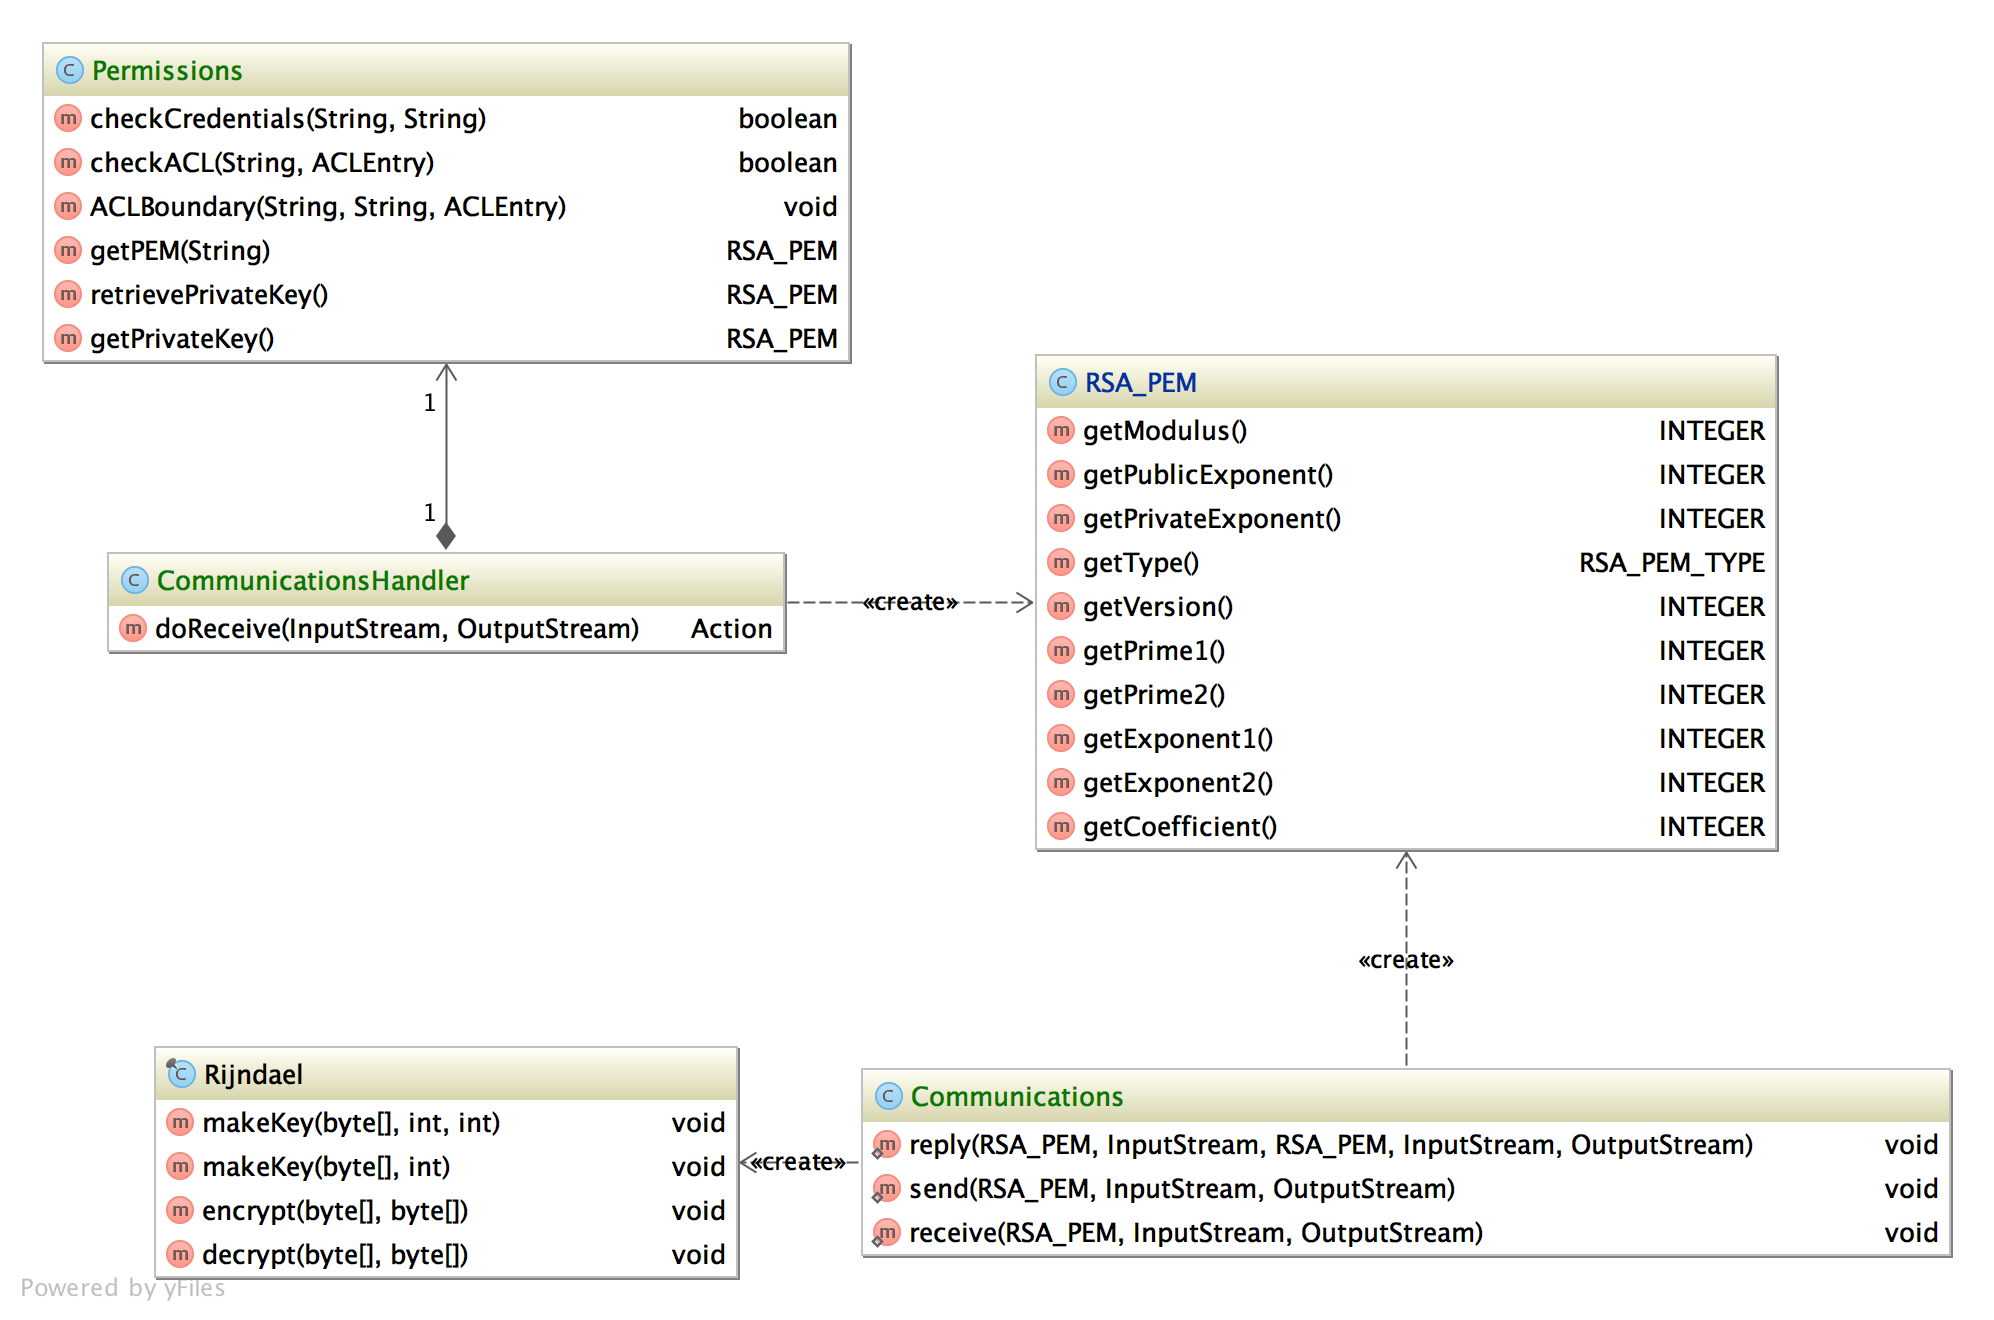 C Permissions
m checkCredentials(String, String) boolean
m checkACL(String, ACLEntry) boolean
m ACLBoundary(String, String, ACLEntry) void
m getPEM(String) RSA_PEM
m retrievePrivateKey() RSA_PEM
m getPrivateKey() RSA_PEM
1
1
C CommunicationsHandler
m doReceive(InputStream, OutputStream) Action
«create»
C RSA_PEM
m getModulus() INTEGER
m getPublicExponent() INTEGER
m getPrivateExponent() INTEGER
m getType() RSA_PEM_TYPE
m getVersion() INTEGER
m getPrime1() INTEGER
m getPrime2() INTEGER
m getExponent1() INTEGER
m getExponent2() INTEGER
m getCoefficient() INTEGER
«create»
C Rijndael
m makeKey(byte[], int, int) void
m makeKey(byte[], int) void
m encrypt(byte[], byte[]) void
m decrypt(byte[], byte[]) void
«create»
C Communications
m reply(RSA_PEM, InputStream, RSA_PEM, InputStream, OutputStream) void
m send(RSA_PEM, InputStream, OutputStream) void
m receive(RSA_PEM, InputStream, OutputStream) void
Powered by yFiles